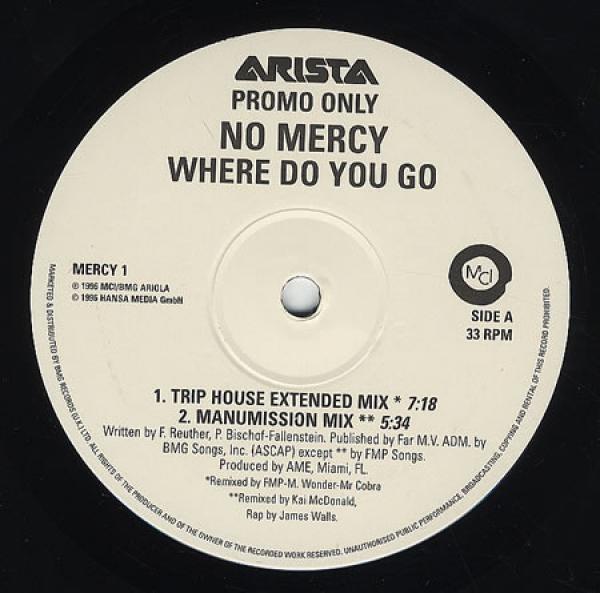 ARISTA
PROMO ONLY
NO MERCY
WHERE DO YOU GO
MERCY 1
℗ 1996 MCI/BMG ARIOLA
© 1996 HANSA MEDIA GmbH
MCI
SIDE A
33 RPM
1. TRIP HOUSE EXTENDED MIX * 7:18
2. MANUMISSION MIX ** 5:34
Written by F. Reuther, P. Bischof-Fallenstein. Published by Far M.V. ADM. by
BMG Songs, Inc. (ASCAP) except ** by FMP Songs.
Produced by AME, Miami, FL.
*Remixed by FMP-M. Wonder-Mr Cobra
**Remixed by Kai McDonald,
Rap by James Walls.
MARKETED & DISTRIBUTED BY BMG RECORDS (U.K.) LTD. ALL RIGHTS OF THE PRODUCER AND OF THE OWNER OF THE RECORDED WORK RESERVED. UNAUTHORISED PUBLIC PERFORMANCE, BROADCASTING, COPYING AND RENTAL OF THIS RECORD PROHIBITED.